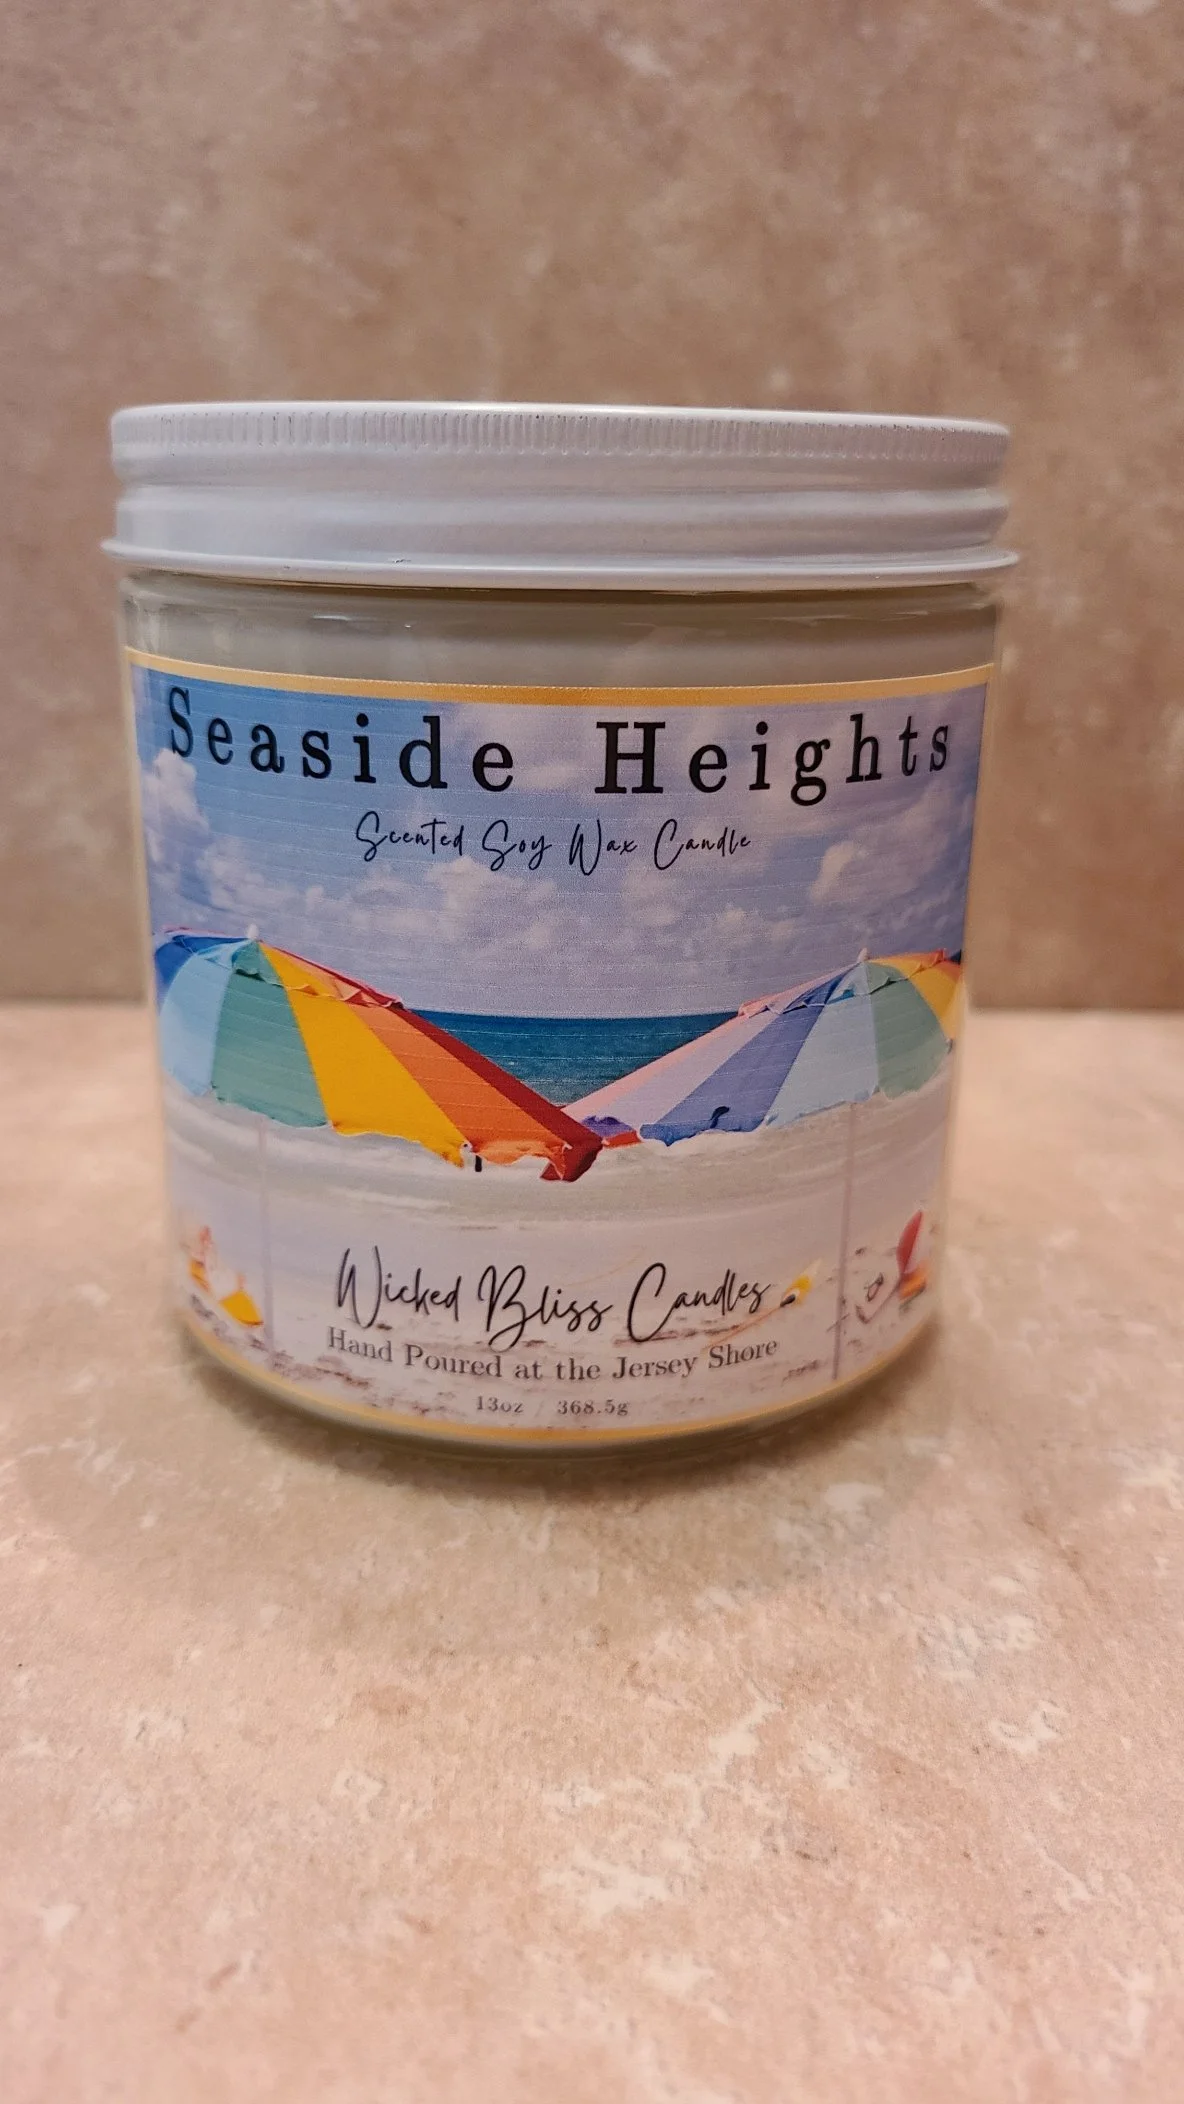 Seaside Heights
Scented Soy Wax Candle
Wicked Bliss Candles
Hand Poured at the Jersey Shore
13oz / 368.5g